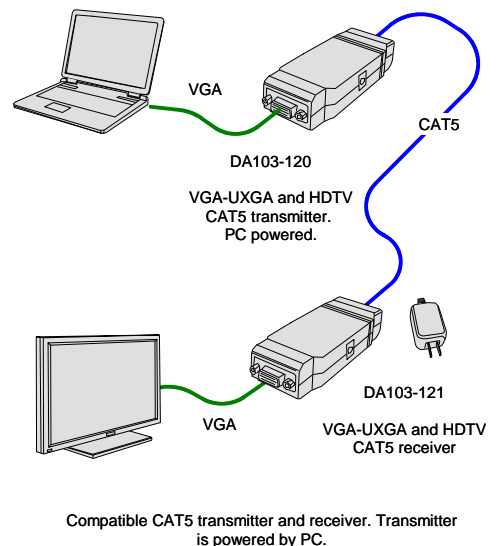 VGA
CAT5
DA103-120
VGA-UXGA and HDTV
CAT5 transmitter.
PC powered.
DA103-121
VGA
VGA-UXGA and HDTV
CAT5 receiver
Compatible CAT5 transmitter and receiver. Transmitter
is powered by PC.